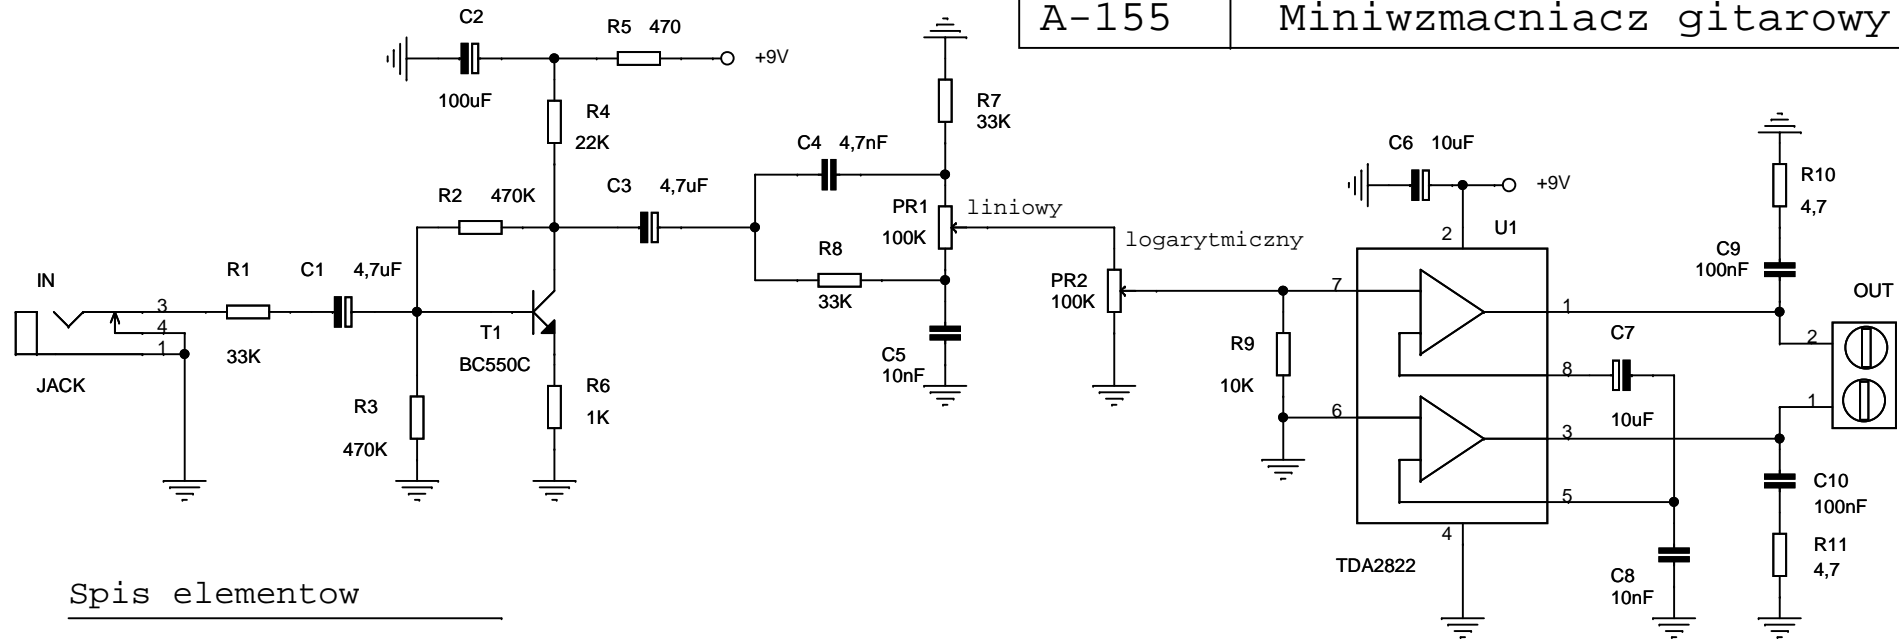 A-155 Miniwzmacniacz gitarowy
C2
100uF
R5 470
+9V
R4
22K
R2 470K
C3 4,7uF
C4 4,7nF
R7
33K
PR1
100K
liniowy
R8
33K
C5
10nF
IN
JACK
3
4
1
R1
33K
C1 4,7uF
R3
470K
T1
BC550C
R6
1K
logarytmiczny
PR2
100K
R9
10K
C6 10uF
+9V
U1
2
7
6
1
8
3
5
4
TDA2822
C7
10uF
C8
10nF
R10
4,7
C9
100nF
OUT
2
1
C10
100nF
R11
4,7
Spis elementow